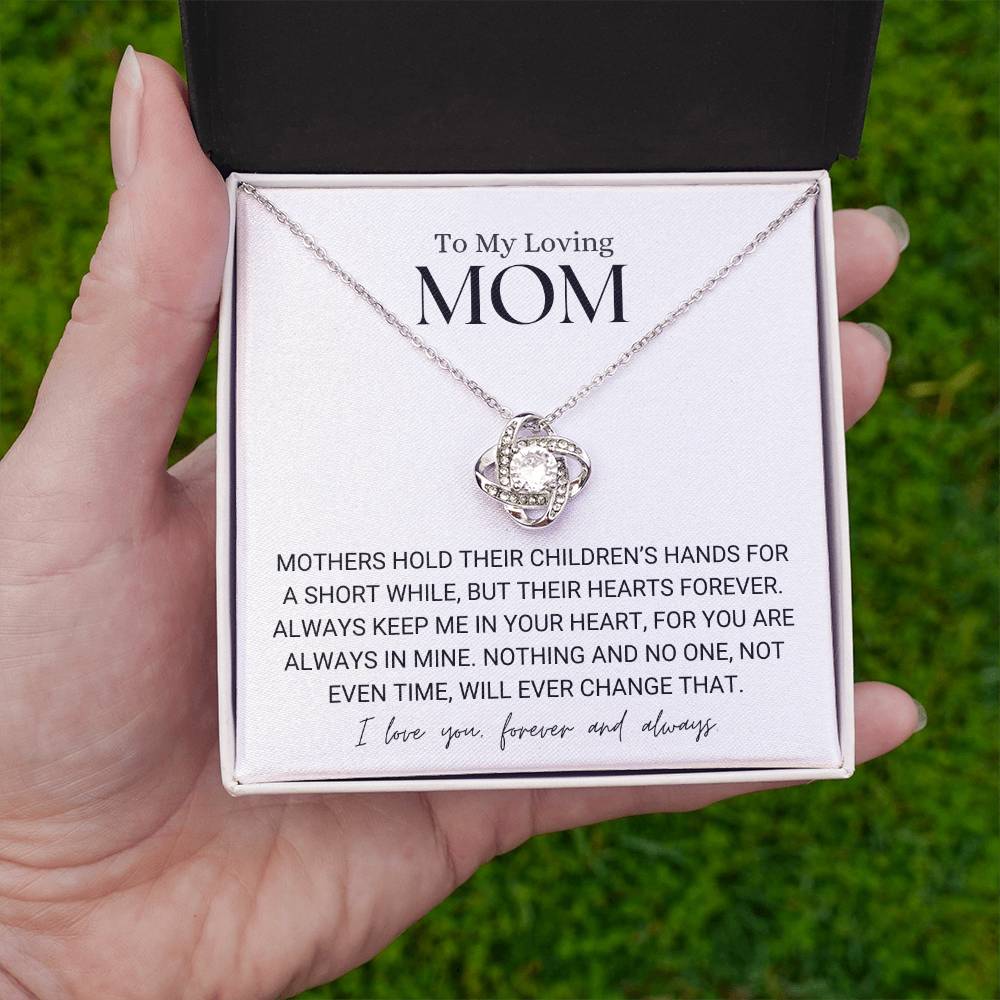 To My Loving
MOM
MOTHERS HOLD THEIR CHILDREN’S HANDS FOR
A SHORT WHILE, BUT THEIR HEARTS FOREVER.
ALWAYS KEEP ME IN YOUR HEART, FOR YOU ARE
ALWAYS IN MINE. NOTHING AND NO ONE, NOT
EVEN TIME, WILL EVER CHANGE THAT.
I love you, forever and always.